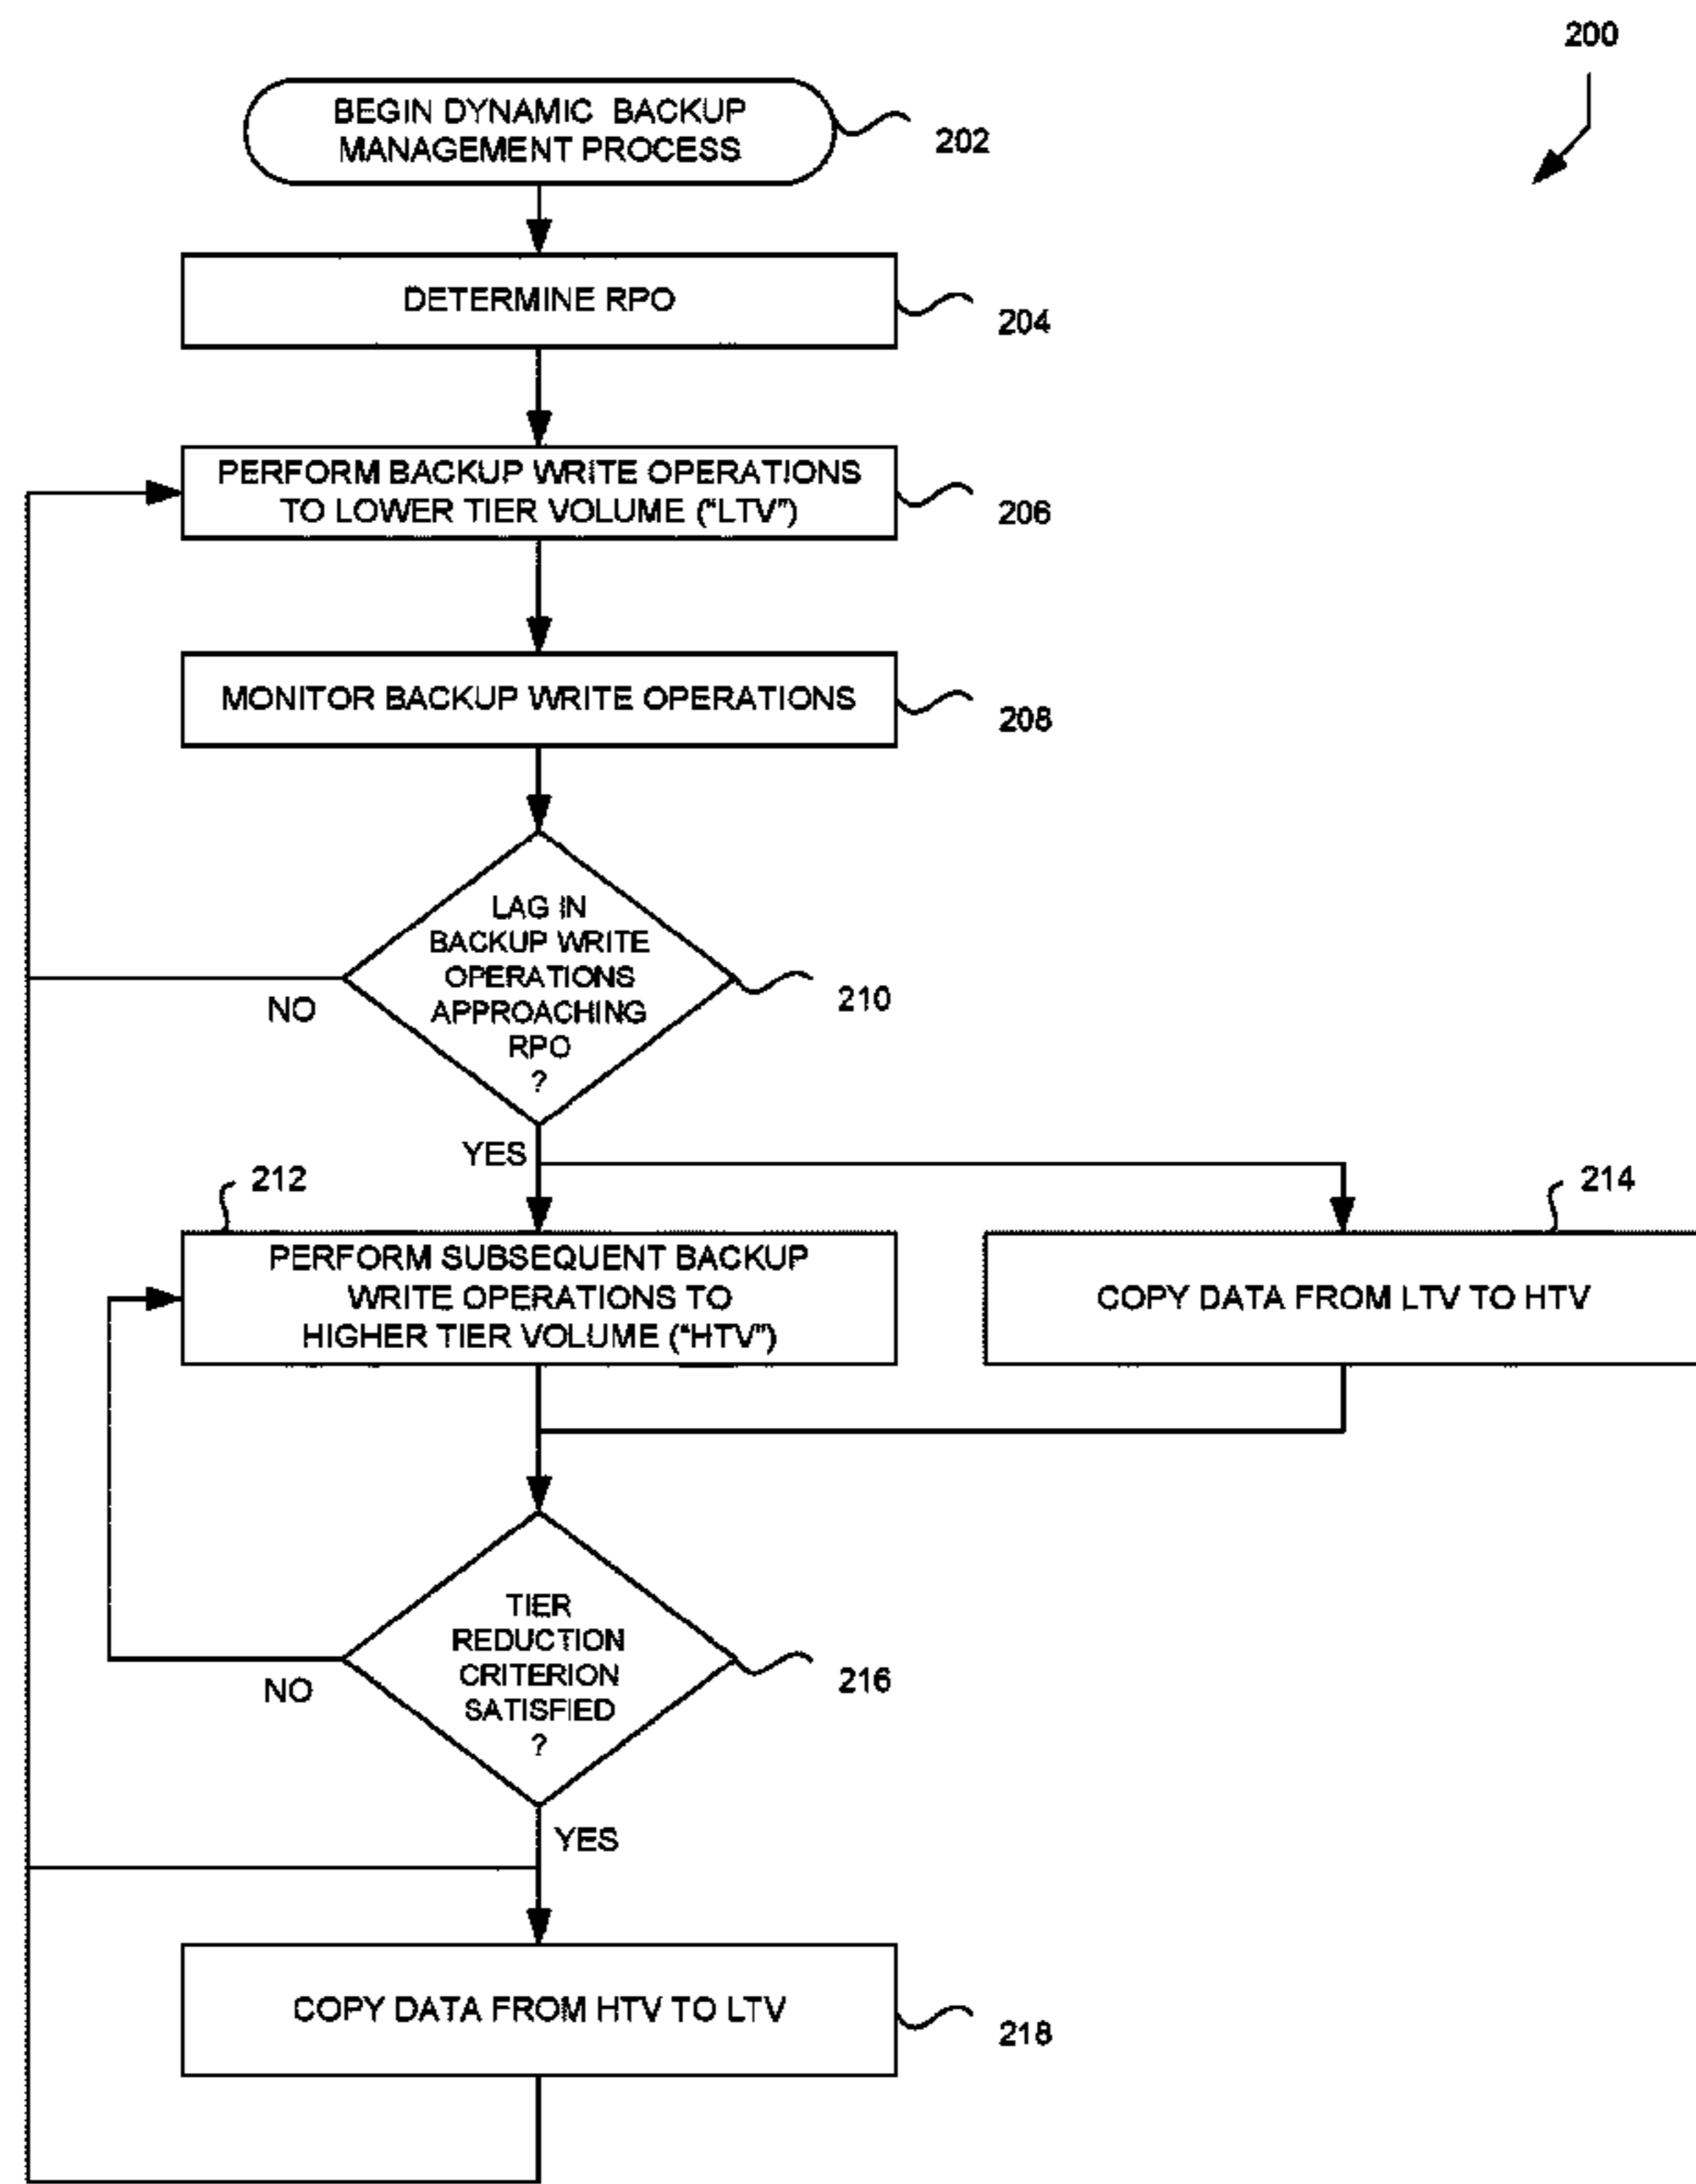 200
BEGIN DYNAMIC BACKUP
MANAGEMENT PROCESS
202
DETERMINE RPO
204
PERFORM BACKUP WRITE OPERATIONS
TO LOWER TIER VOLUME ("LTV")
206
MONITOR BACKUP WRITE OPERATIONS
208
LAG IN
BACKUP WRITE
OPERATIONS
APPROACHING
RPO
?
210
NO
YES
212
214
PERFORM SUBSEQUENT BACKUP
WRITE OPERATIONS TO
HIGHER TIER VOLUME ("HTV")
COPY DATA FROM LTV TO HTV
TIER
REDUCTION
CRITERION
SATISFIED
?
216
NO
YES
COPY DATA FROM HTV TO LTV
218